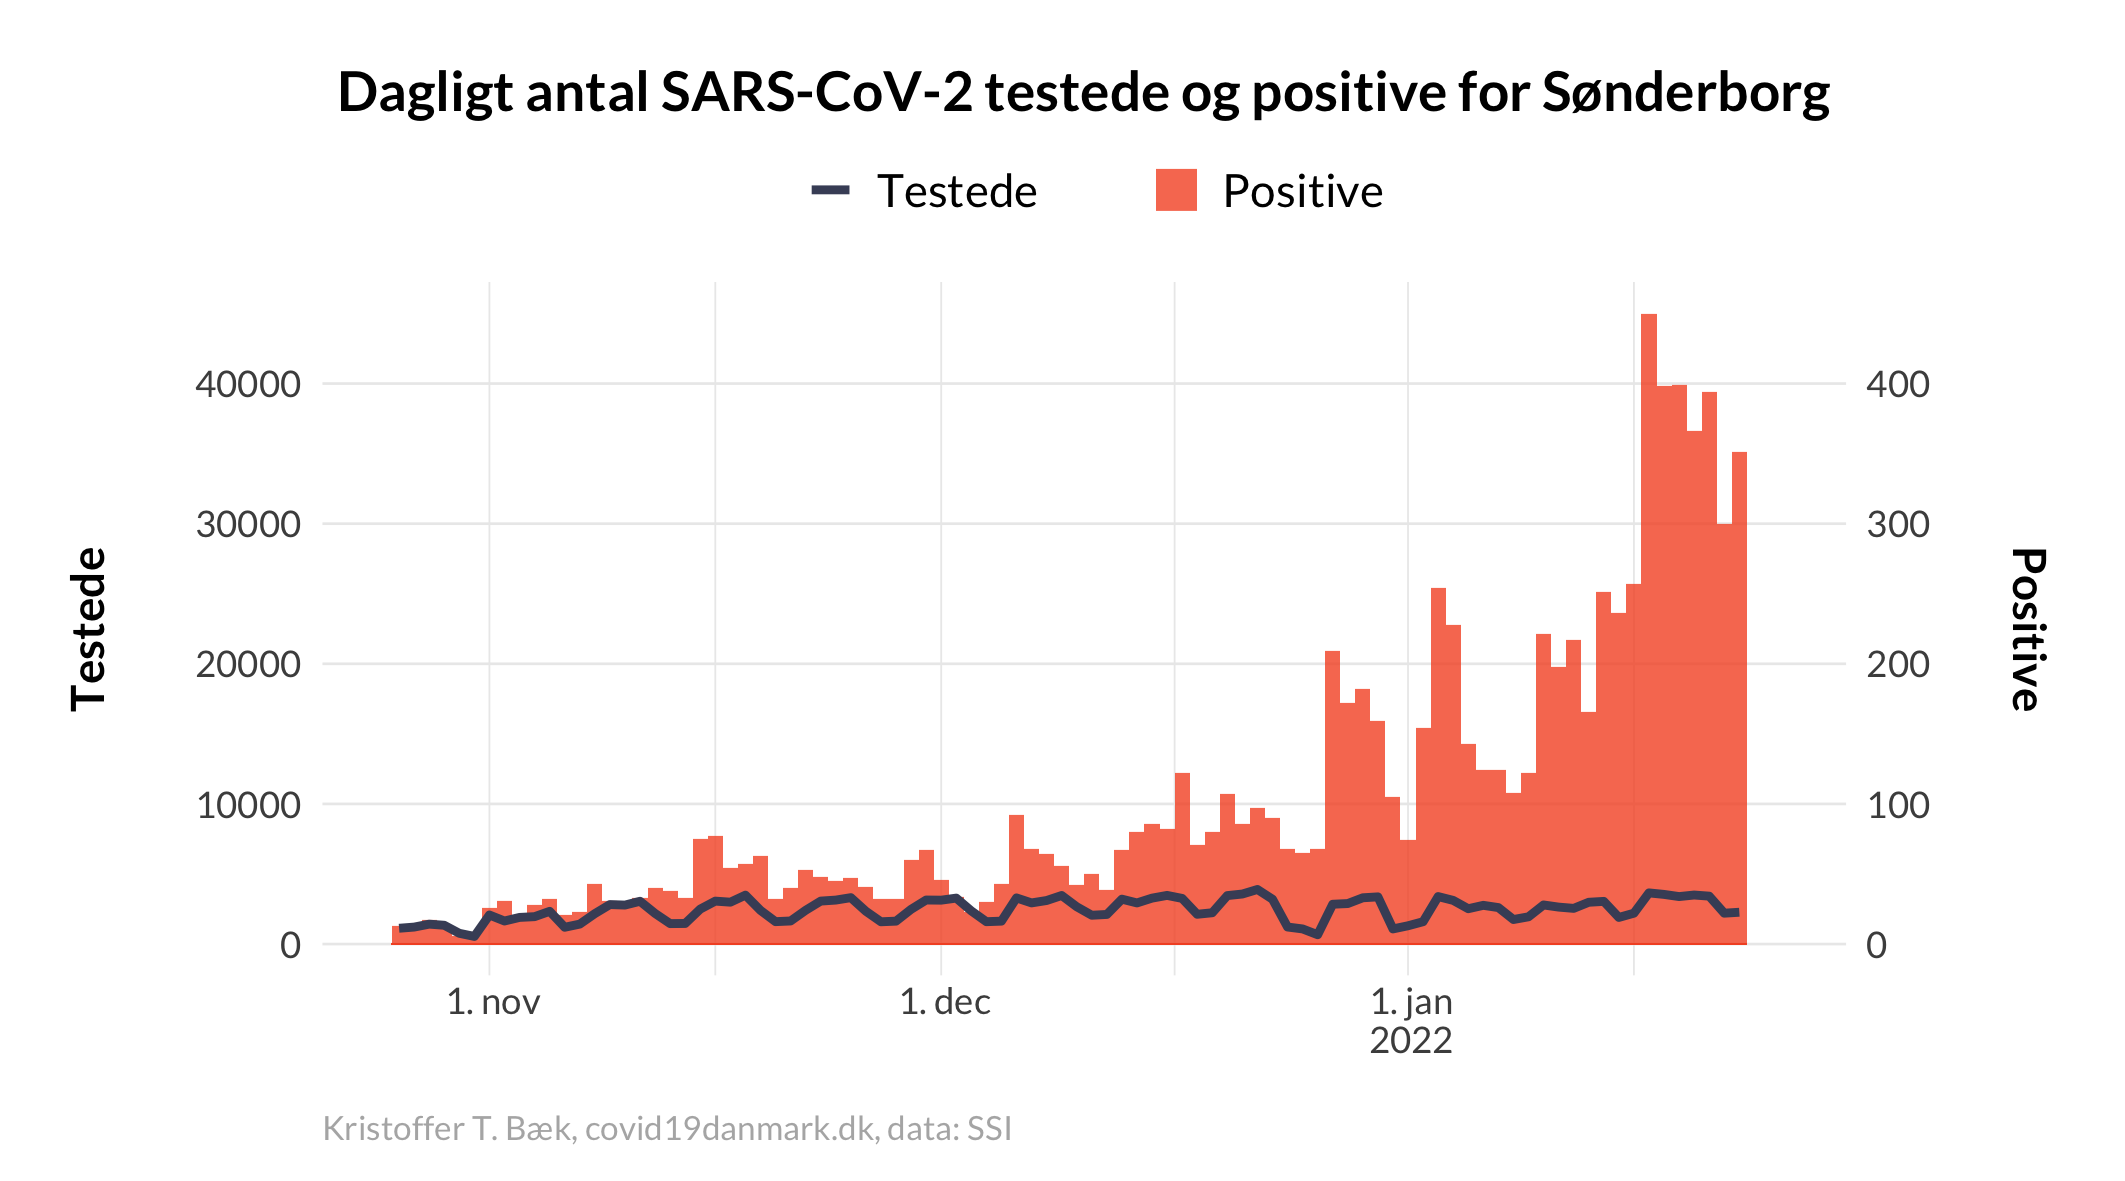 Dagligt antal SARS-CoV-2 testede og positive for Sønderborg
Testede
Positive
Testede
40000
30000
20000
10000
0
400
300
200
100
0
Positive
1. nov
1. dec
1. jan
2022
Kristoffer T. Bæk, covid19danmark.dk, data: SSI